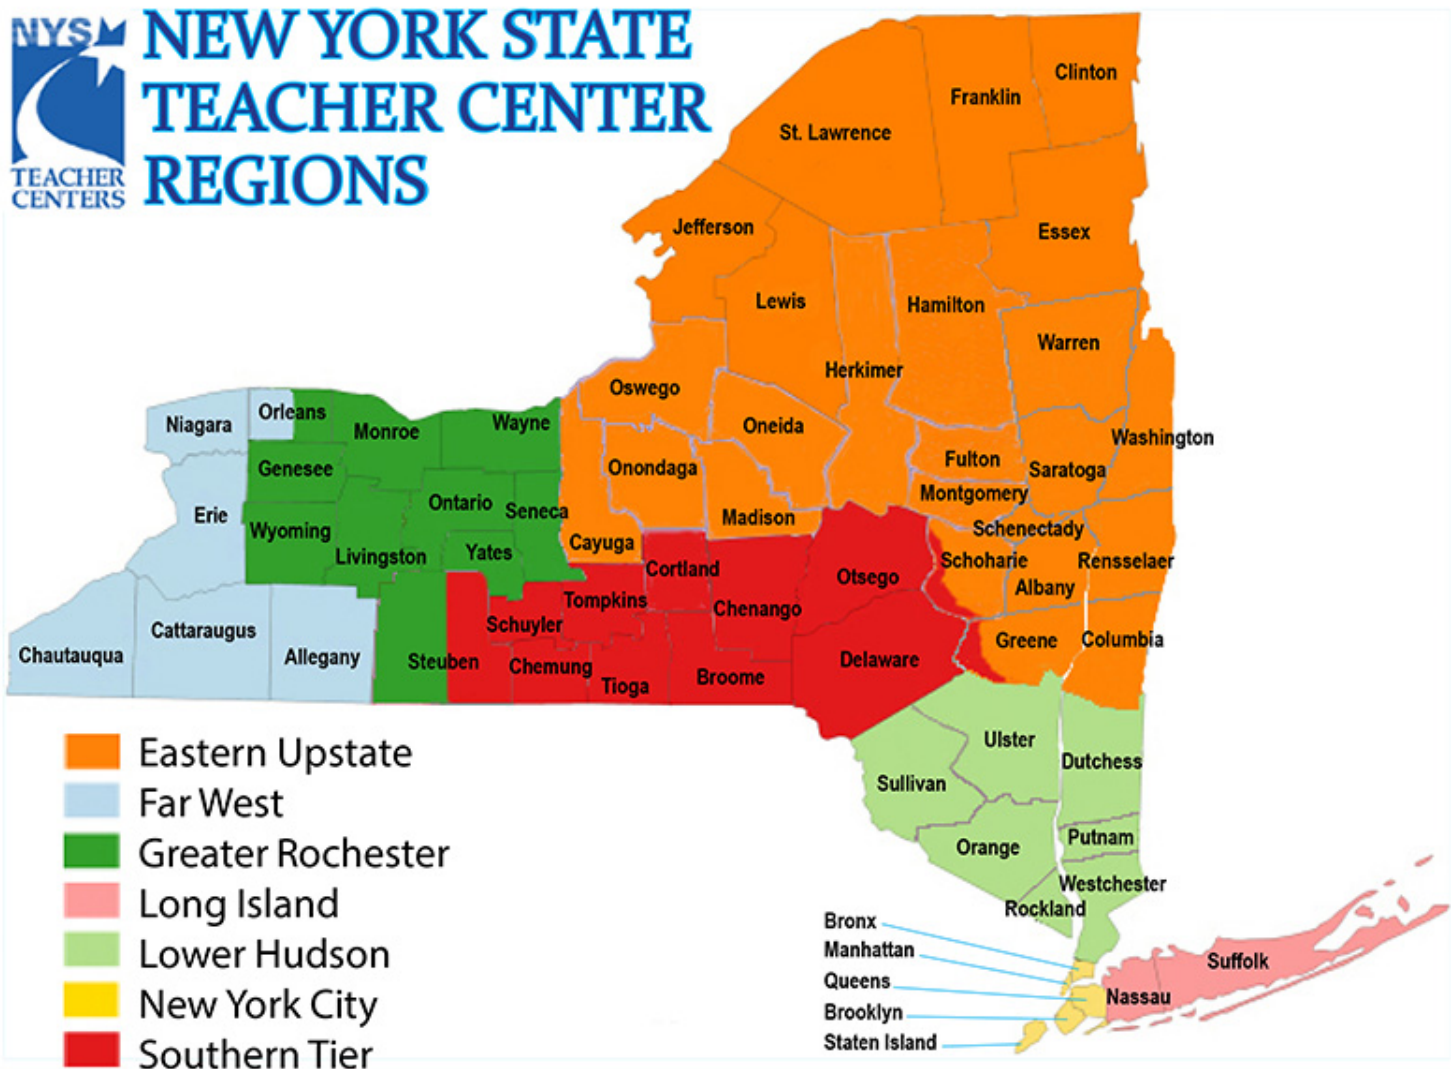 NYS
TEACHER
CENTERS
NEW YORK STATE
TEACHER CENTER
REGIONS
Clinton
Franklin
St. Lawrence
Jefferson
Essex
Lewis
Hamilton
Warren
Herkimer
Oswego
Oneida
Washington
Fulton
Saratoga
Onondaga
Montgomery
Madison
Schenectady
Cayuga
Schoharie
Rensselaer
Albany
Greene
Columbia
Niagara
Orleans
Monroe
Wayne
Genesee
Ontario
Seneca
Erie
Wyoming
Livingston
Yates
Cortland
Otsego
Tompkins
Chenango
Schuyler
Cattaraugus
Chautauqua
Allegany
Steuben
Chemung
Tioga
Broome
Delaware
Ulster
Dutchess
Sullivan
Putnam
Orange
Westchester
Rockland
Bronx
Manhattan
Queens
Brooklyn
Staten Island
Nassau
Suffolk
Eastern Upstate
Far West
Greater Rochester
Long Island
Lower Hudson
New York City
Southern Tier